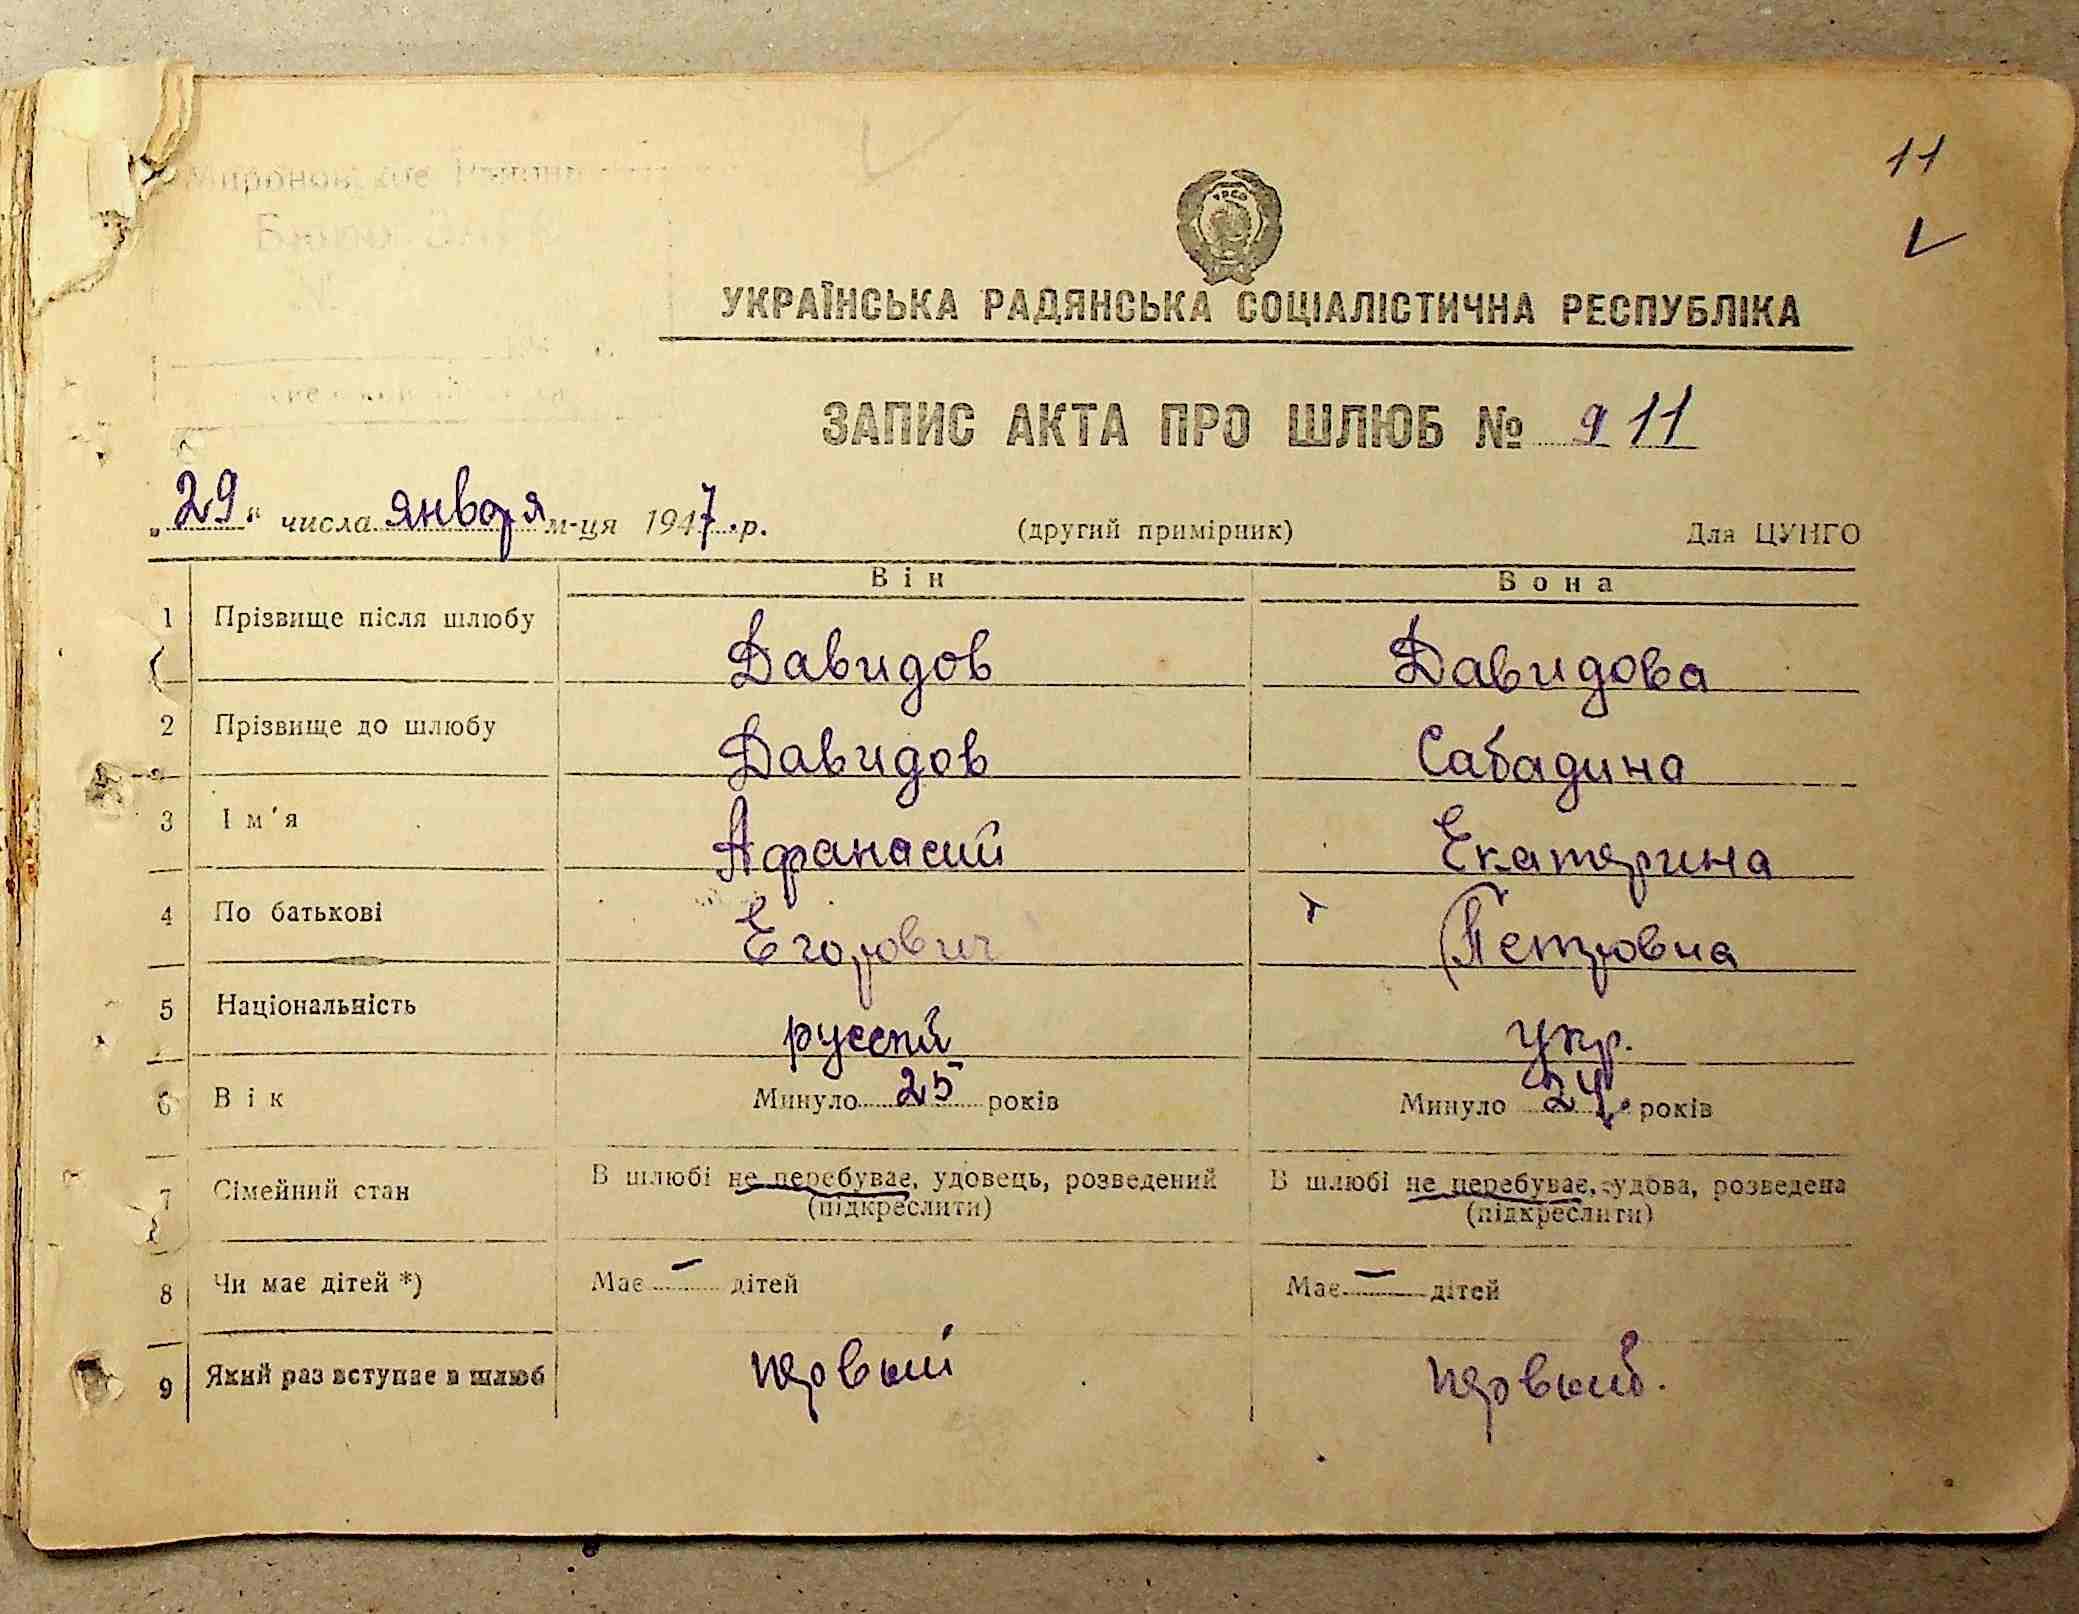 11
УКРАЇНСЬКА РАДЯНСЬКА СОЦІАЛІСТИЧНА РЕСПУБЛІКА
ЗАПИС АКТА ПРО ШЛЮБ № 11
„29“ числа января м-ця 1947.р. (другий примірник) Для ЦУНГО
Він Вона
1 Прізвище після шлюбу Давидов Давидова
2 Прізвище до шлюбу Давидов Сабадина
3 Ім'я Афанасий Екатерина
4 По батькові Егорович Петровна
5 Національність русский укр.
6 Вік Минуло 25 років Минуло 24 років
7 Сімейний стан В шлюбі не перебуває, удовець, розведений В шлюбі не перебуває, удова, розведена
(підкреслити) (підкреслити)
8 Чи має дітей *) Має – дітей Має – дітей
9 Який раз вступає в шлюб первый первый.